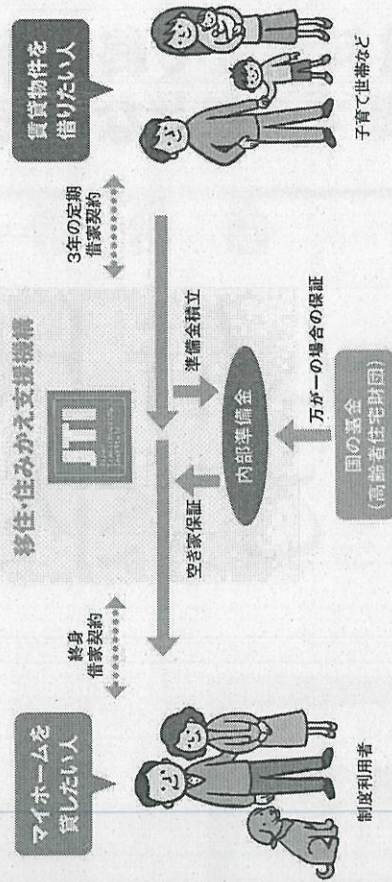 マイホームを
貸したい人
制度利用者
終身
借家契約
移住・住みかえ支援機構
JTI
空き家保証
準備金積立
内部準備金
万が一の場合の保証
国の基金
(高齢者住宅財団)
3年の定期
借家契約
賃貸物件を
借りたい人
子育て世帯など